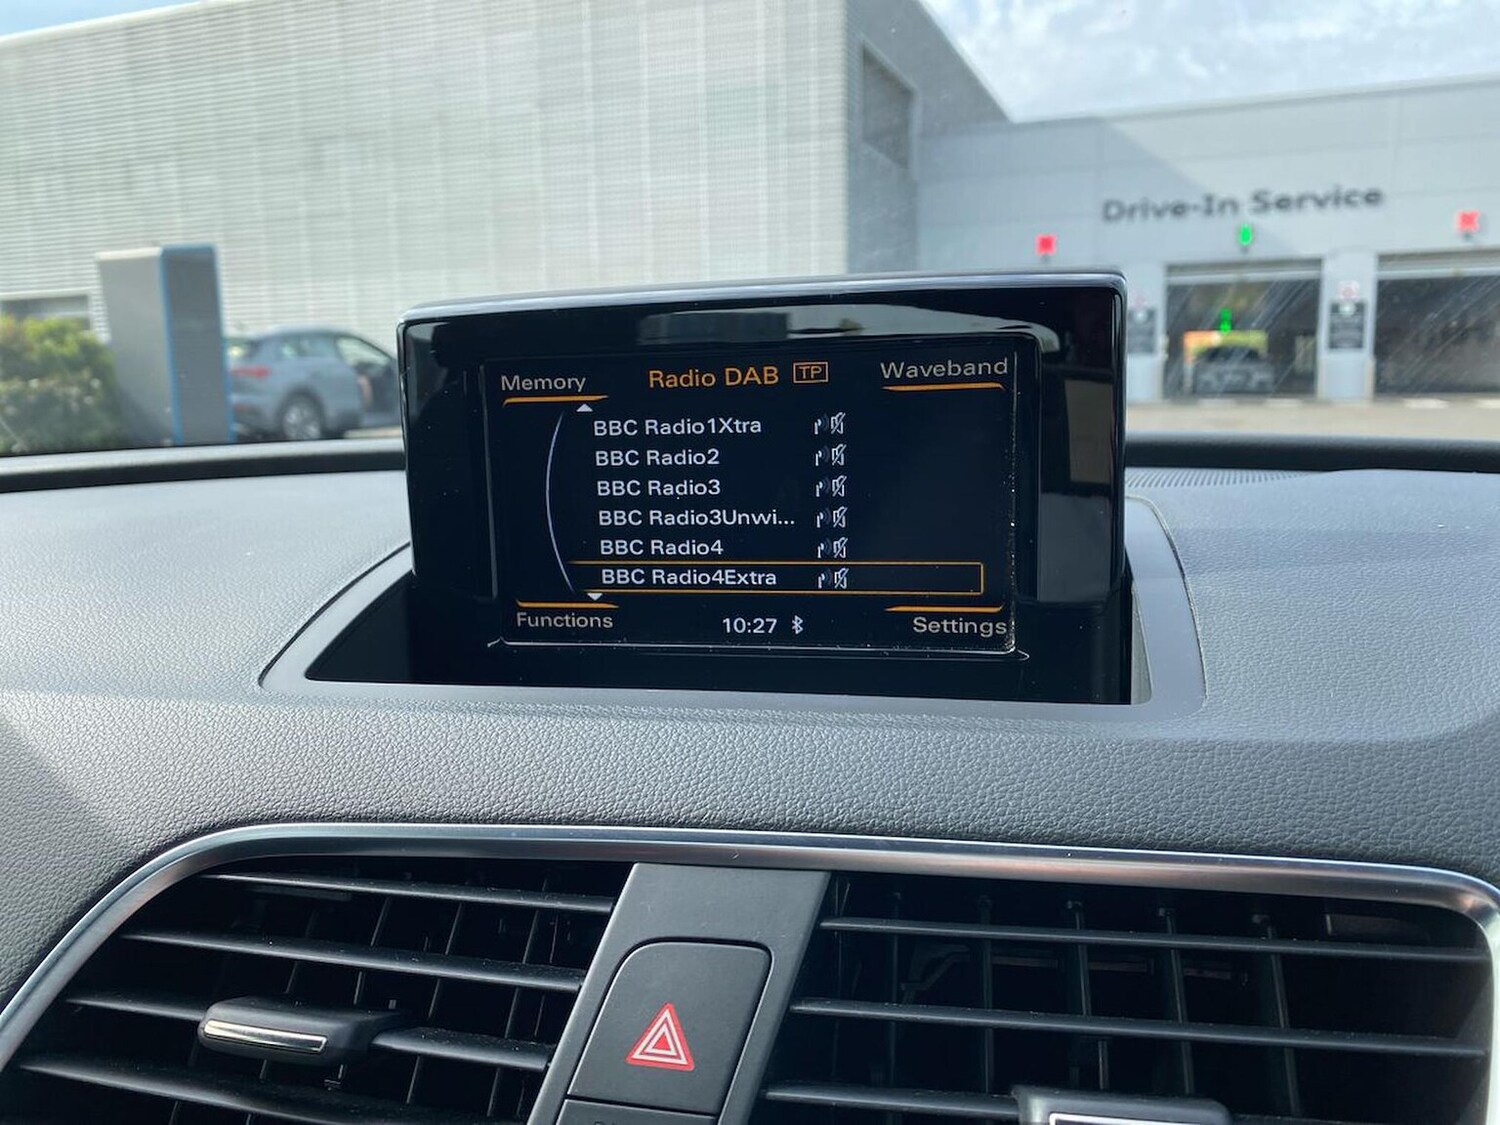 Drive-In Service
Memory
Radio DAB TP
Waveband
BBC Radio1Xtra
BBC Radio2
BBC Radio3
BBC Radio3Unwi...
BBC Radio4
BBC Radio4Extra
Functions
10:27
Settings